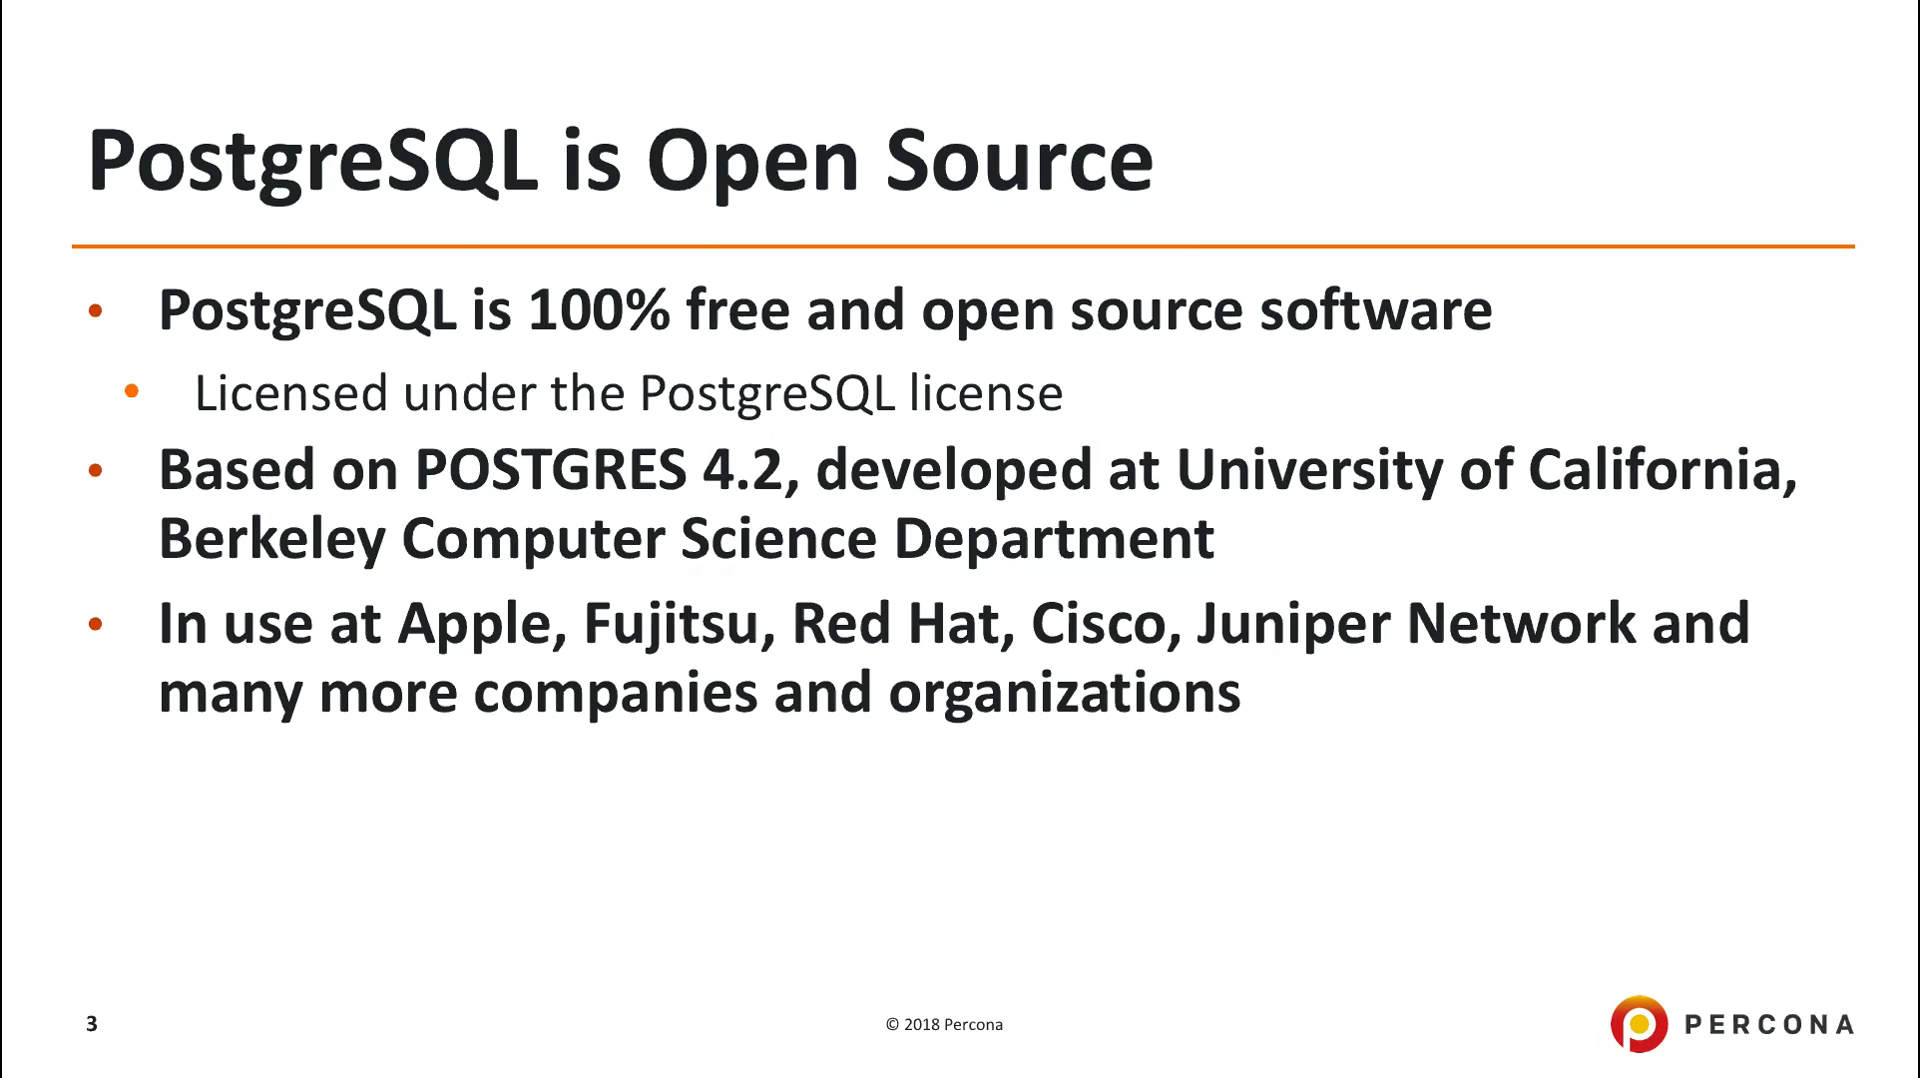 PostgreSQL is Open Source
• PostgreSQL is 100% free and open source software
• Licensed under the PostgreSQL license
• Based on POSTGRES 4.2, developed at University of California,
Berkeley Computer Science Department
• In use at Apple, Fujitsu, Red Hat, Cisco, Juniper Network and
many more companies and organizations
3
© 2018 Percona
PERCONA